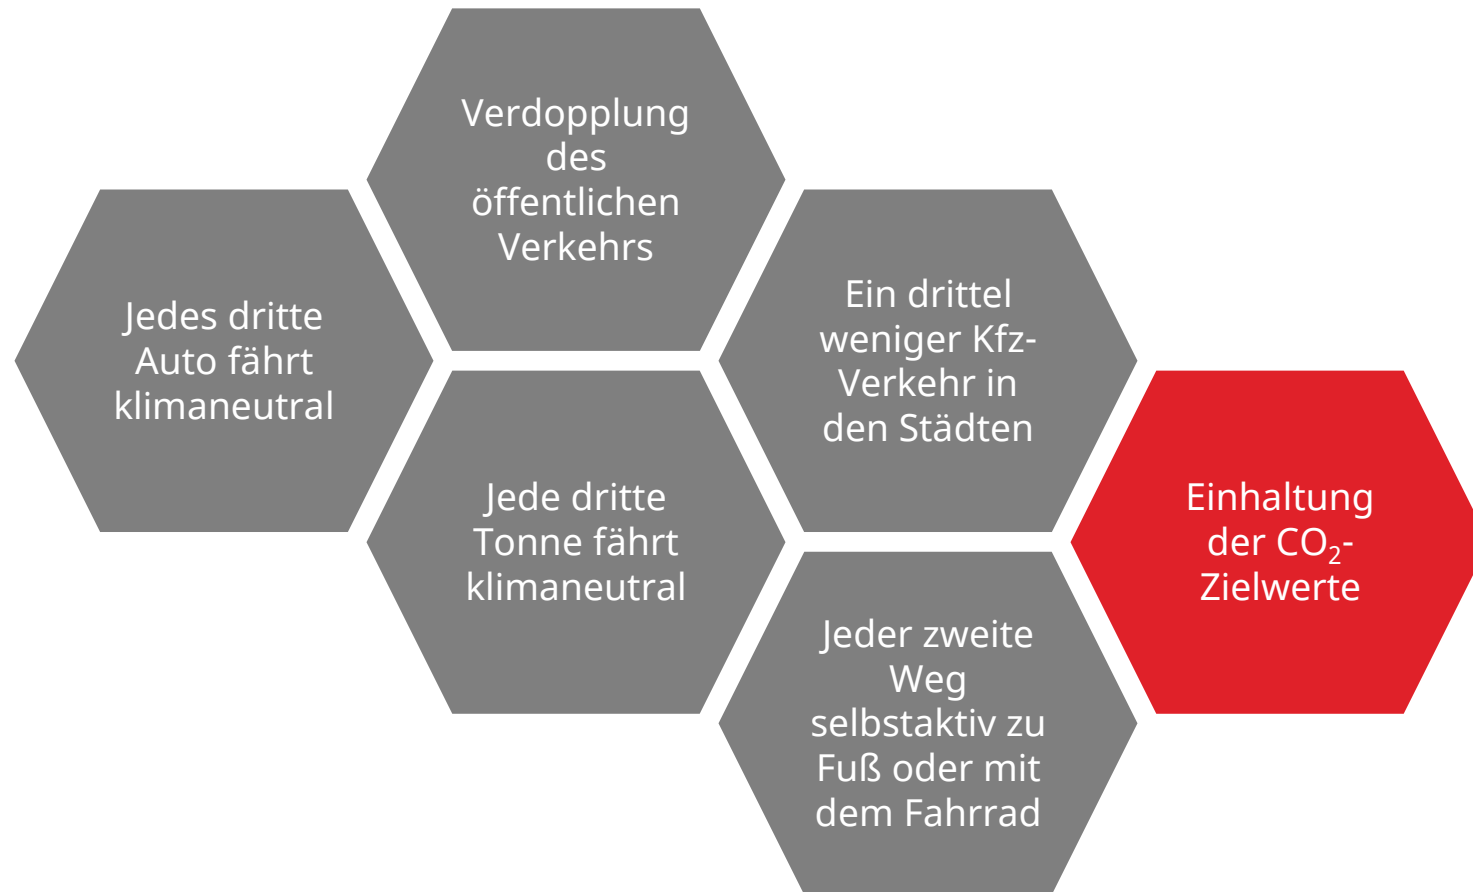 Verdopplung
des
öffentlichen
Verkehrs
Jedes dritte
Auto fährt
klimaneutral
Ein drittel
weniger Kfz-
Verkehr in
den Städten
Jede dritte
Tonne fährt
klimaneutral
Einhaltung
der CO₂-
Zielwerte
Jeder zweite
Weg
selbstaktiv zu
Fuß oder mit
dem Fahrrad